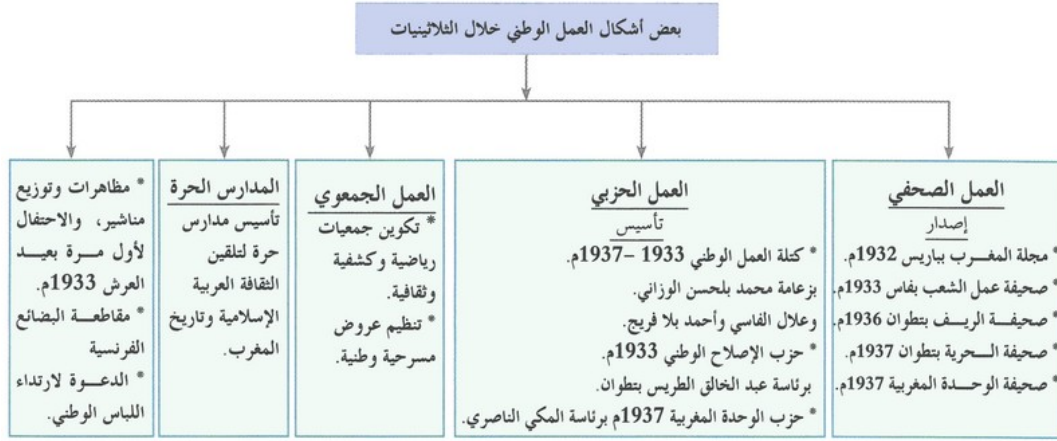 بعض أشكال العمل الوطني خلال الثلاثينيات
العمل الصحفي
إصدار
* مجلة المغرب بباريس 1932م.
* صحيفة عمل الشعب بفاس 1933م.
* صحيفة الريف بتطوان 1936م.
* صحيفة الحرية بتطوان 1937م.
* صحيفة الوحدة المغربية 1937م.
العمل الحزبي
تأسيس
* كتلة العمل الوطني 1933 –1937م.
بزعامة محمد بلحسن الوزاني.
وعلال الفاسي وأحمد بلا فريج.
* حزب الإصلاح الوطني 1933م.
برئاسة عبد الخالق الطريس بتطوان.
* حزب الوحدة المغربية 1937م برئاسة المكي الناصري.
العمل الجمعوي
* تكوين جمعيات
رياضية وكشفية
وثقافية.
* تنظيم عروض
مسرحية وطنية.
المدارس الحرة
تأسيس مدارس
حرة لتلقين
الثقافة العربية
الإسلامية وتاريخ
المغرب.
* مظاهرات وتوزيع
مناشير، والاحتفال
لأول مرة بعيد
العرش 1933م.
* مقاطعة البضائع
الفرنسية
* الدعوة لارتداء
اللباس الوطني.